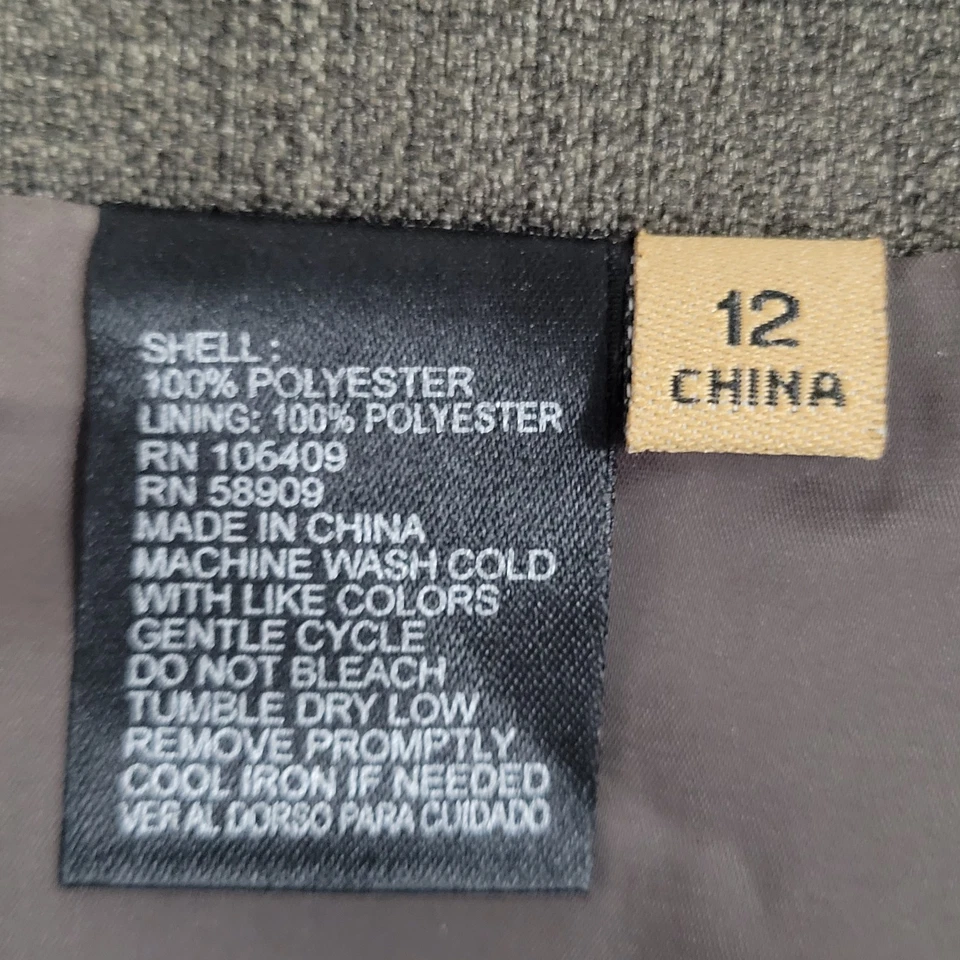 SHELL :
100% POLYESTER
LINING: 100% POLYESTER
RN 106409
RN 58909
MADE IN CHINA
MACHINE WASH COLD
WITH LIKE COLORS
GENTLE CYCLE
DO NOT BLEACH
TUMBLE DRY LOW
REMOVE PROMPTLY
COOL IRON IF NEEDED
VER AL DORSO PARA CUIDADO
12
CHINA